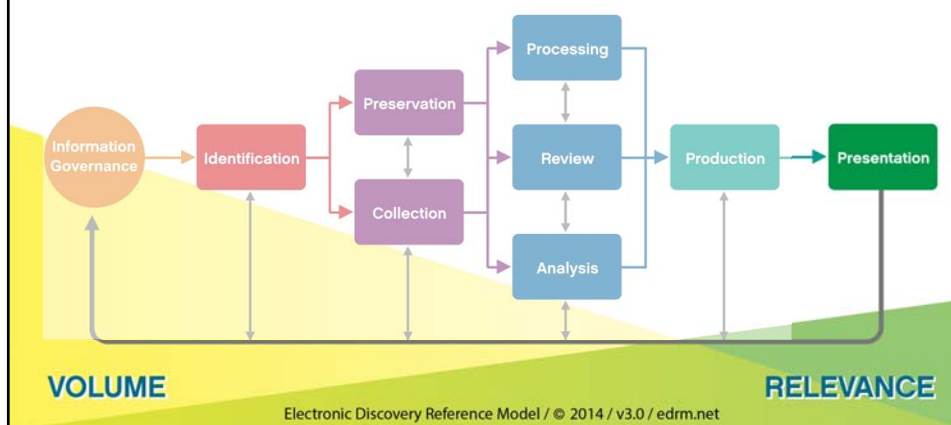 Information
Governance
Identification
Preservation
Collection
Processing
Review
Analysis
Production
Presentation
VOLUME
RELEVANCE
Electronic Discovery Reference Model / © 2014 / v3.0 / edrm.net